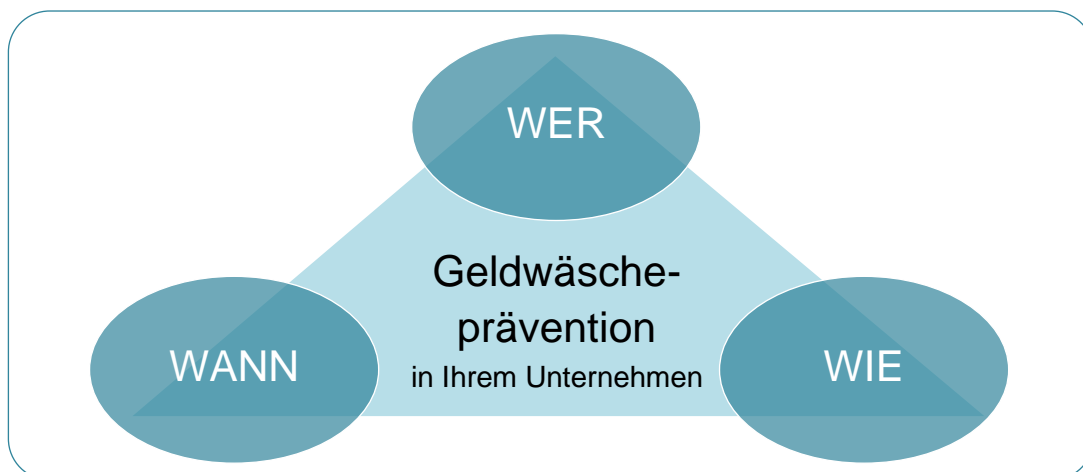 WER
Geldwäsche-
prävention
in Ihrem Unternehmen
WANN
WIE